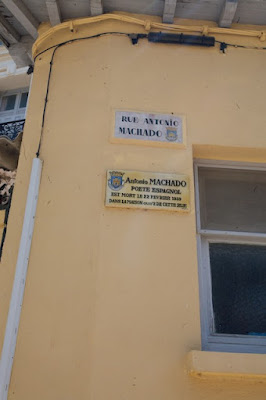 RUE ANTONIO
MACHADO
Antonio MACHADO
POETE ESPAGNOL
EST MORT LE 22 FEVRIER 1939
DANS LA MAISON N° DE CETTE RUE